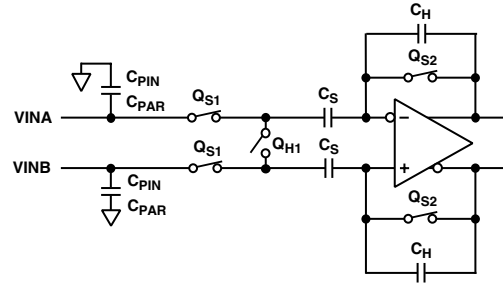 CH
QS2
CPIN
CPAR
QS1
CS
VINA
−
QH1
CS
VINB
QS1
+
CPIN
CPAR
QS2
CH